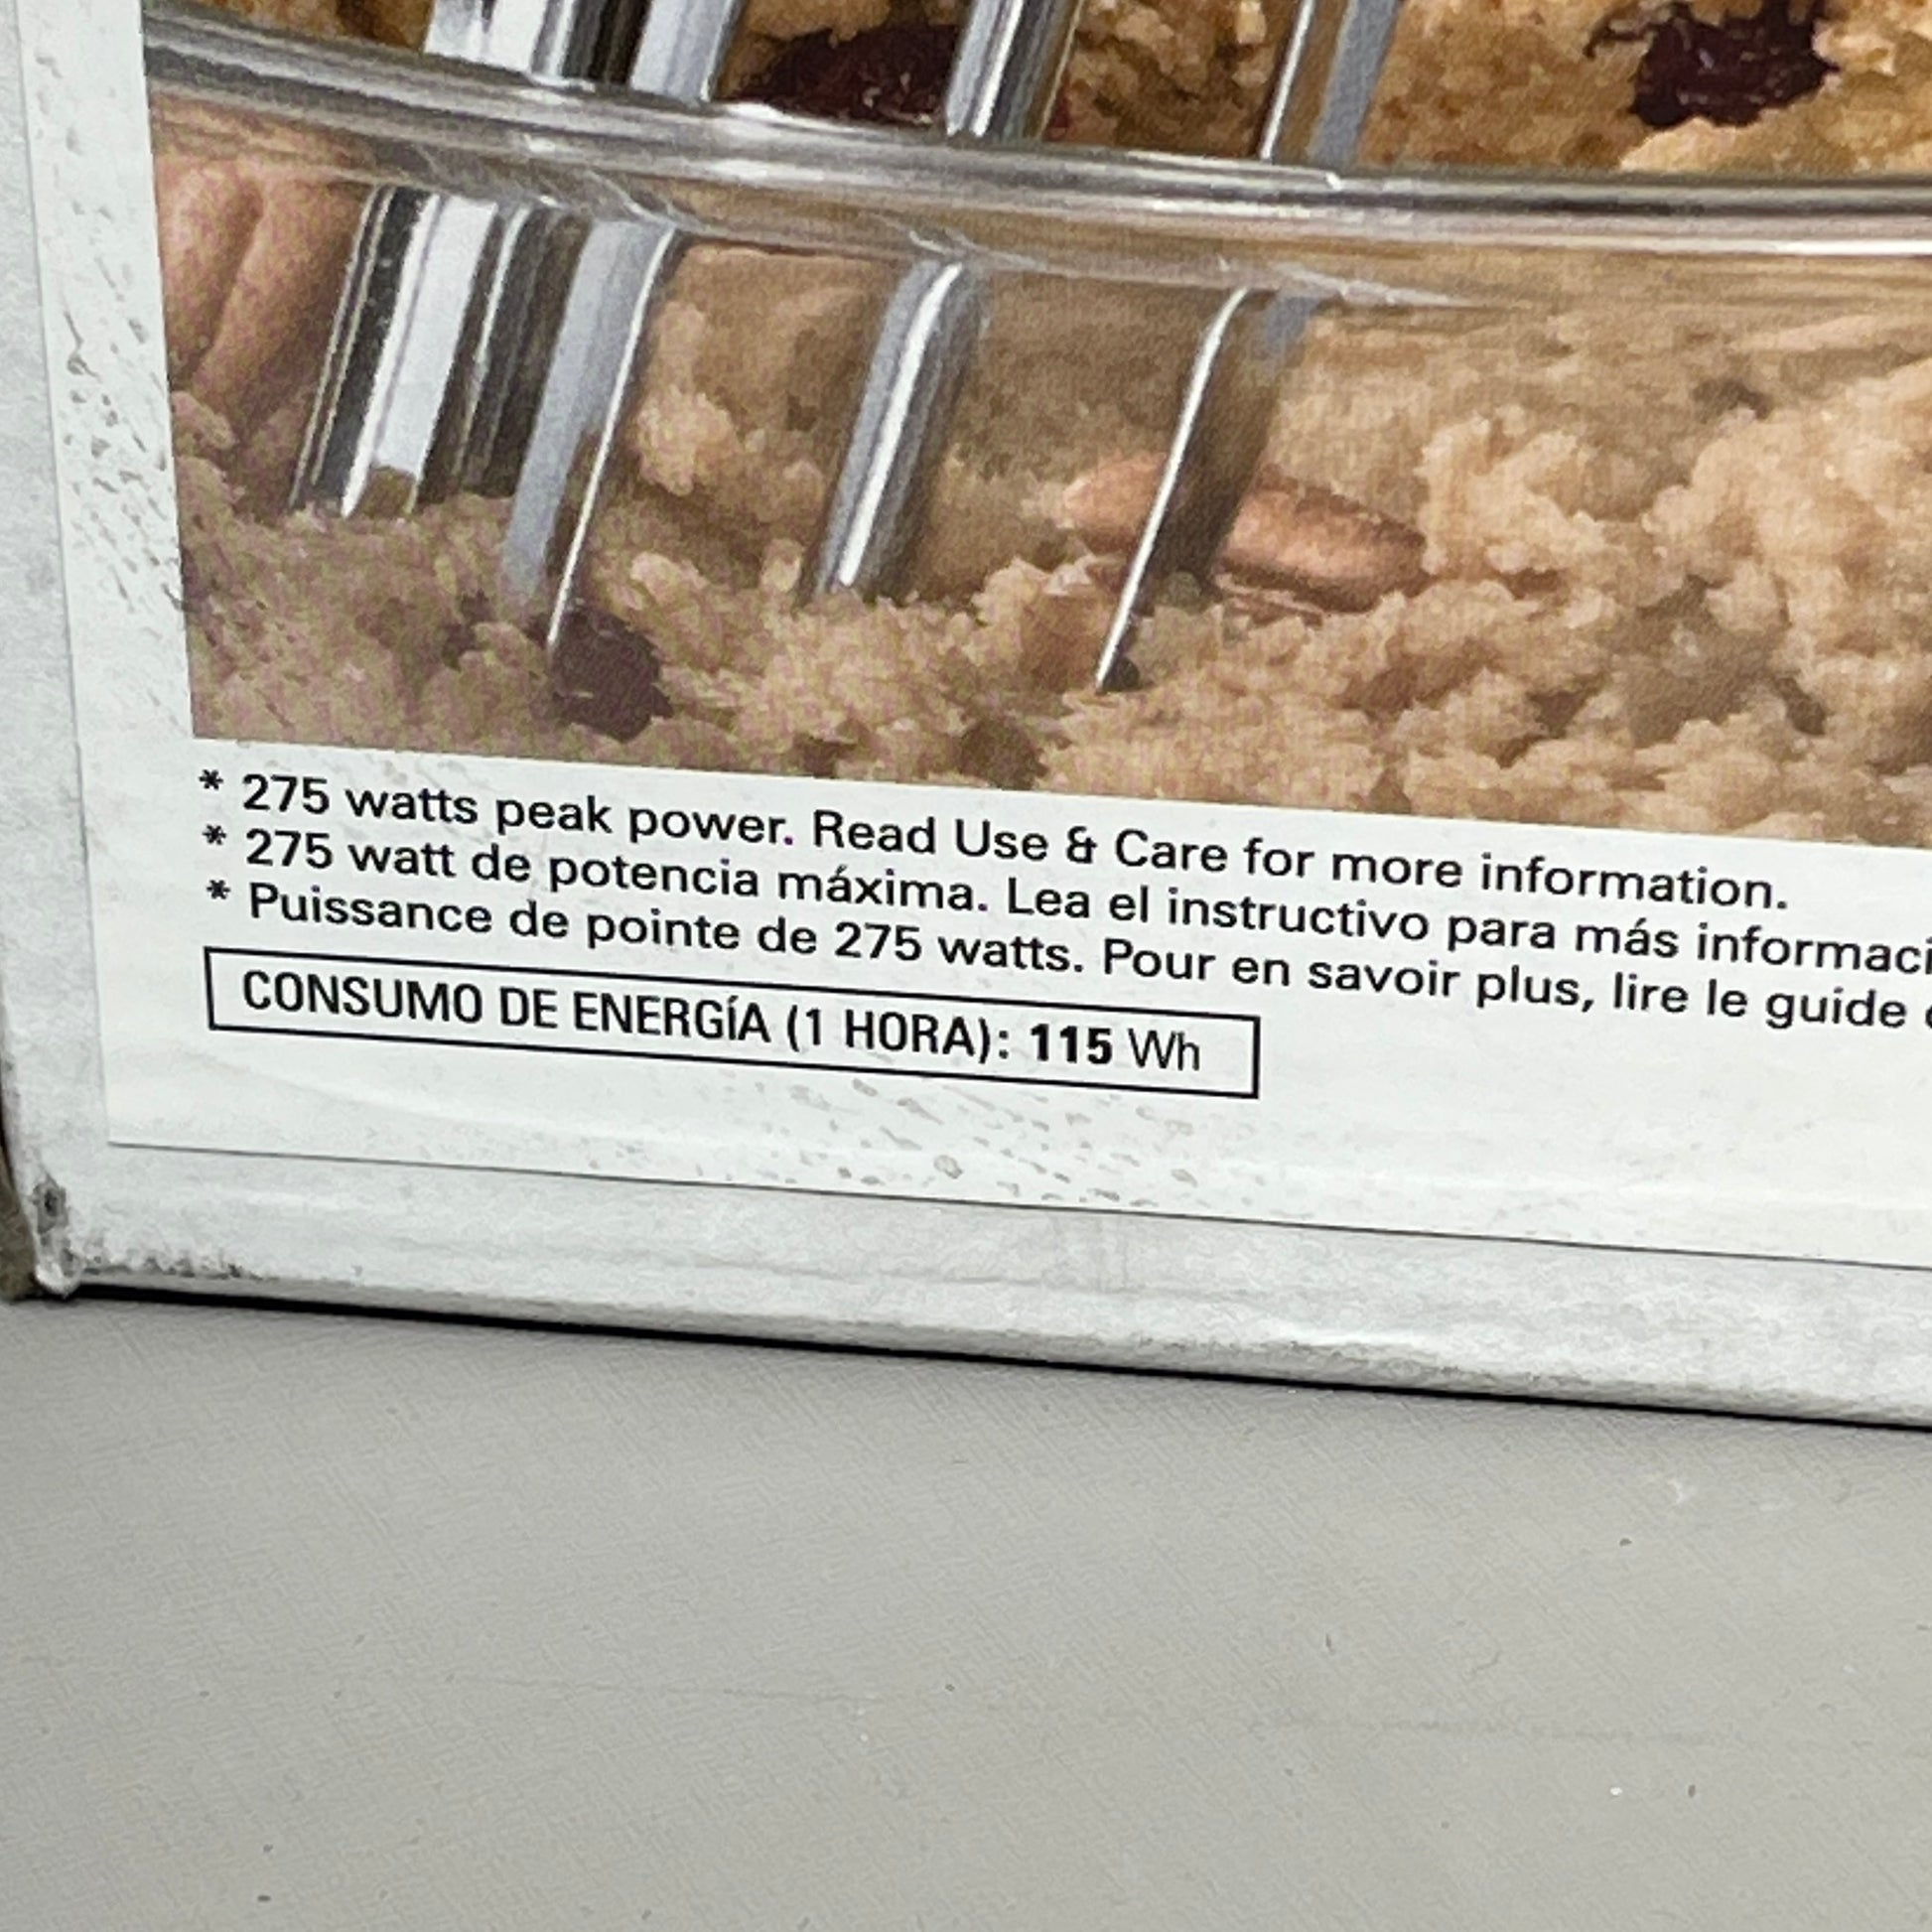 * 275 watts peak power. Read Use & Care for more information.
* 275 watt de potencia máxima. Lea el instructivo para más informaci
* Puissance de pointe de 275 watts. Pour en savoir plus, lire le guide
CONSUMO DE ENERGÍA (1 HORA): 115 Wh